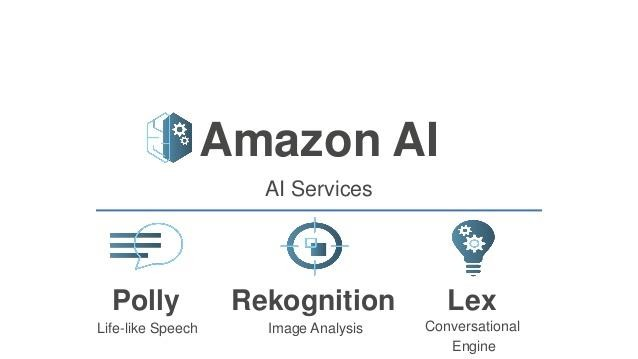 Amazon AI
AI Services
Polly
Rekognition
Lex
Life-like Speech
Image Analysis
Conversational
Engine